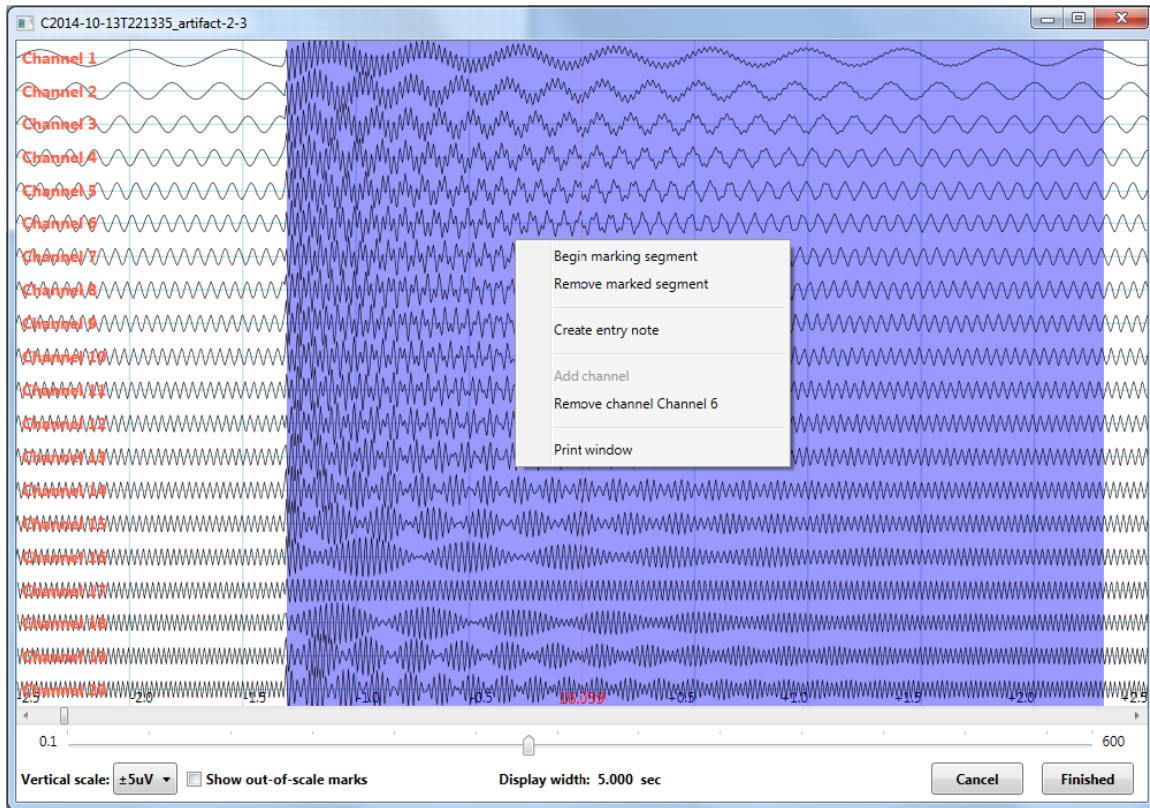 C2014-10-13T221335_artifact-2-3
Channel 1
Channel 2
Channel 3
Channel 4
Channel 5
Channel 6
Channel 7
Channel 8
Channel 9
Channel 10
Channel 11
Channel 12
Channel 13
Channel 14
Channel 15
Channel 16
Channel 17
Channel 18
Channel 19
Channel 20
Begin marking segment
Remove marked segment
Create entry note
Add channel
Remove channel Channel 6
Print window
-2.5 -2.0 -1.5 -1.0 -0.5 16.059 +0.5 +1.0 +1.5 +2.0 +2.5
0.1 600
Vertical scale: ±5uV Show out-of-scale marks Display width: 5.000 sec Cancel Finished